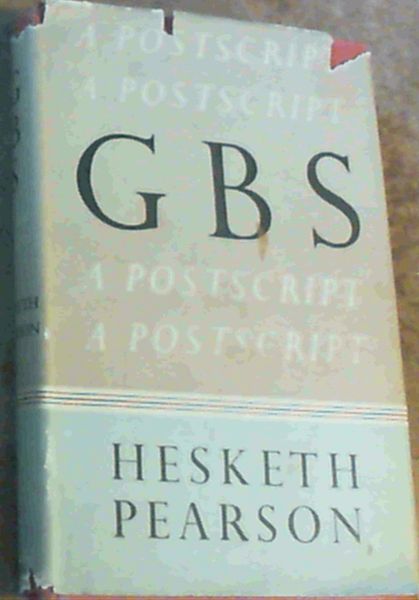 A POSTSCRIPT
A POSTSCRIPT
G B S
A POSTSCRIPT
A POSTSCRIPT
HESKETH
PEARSON
G
B
S